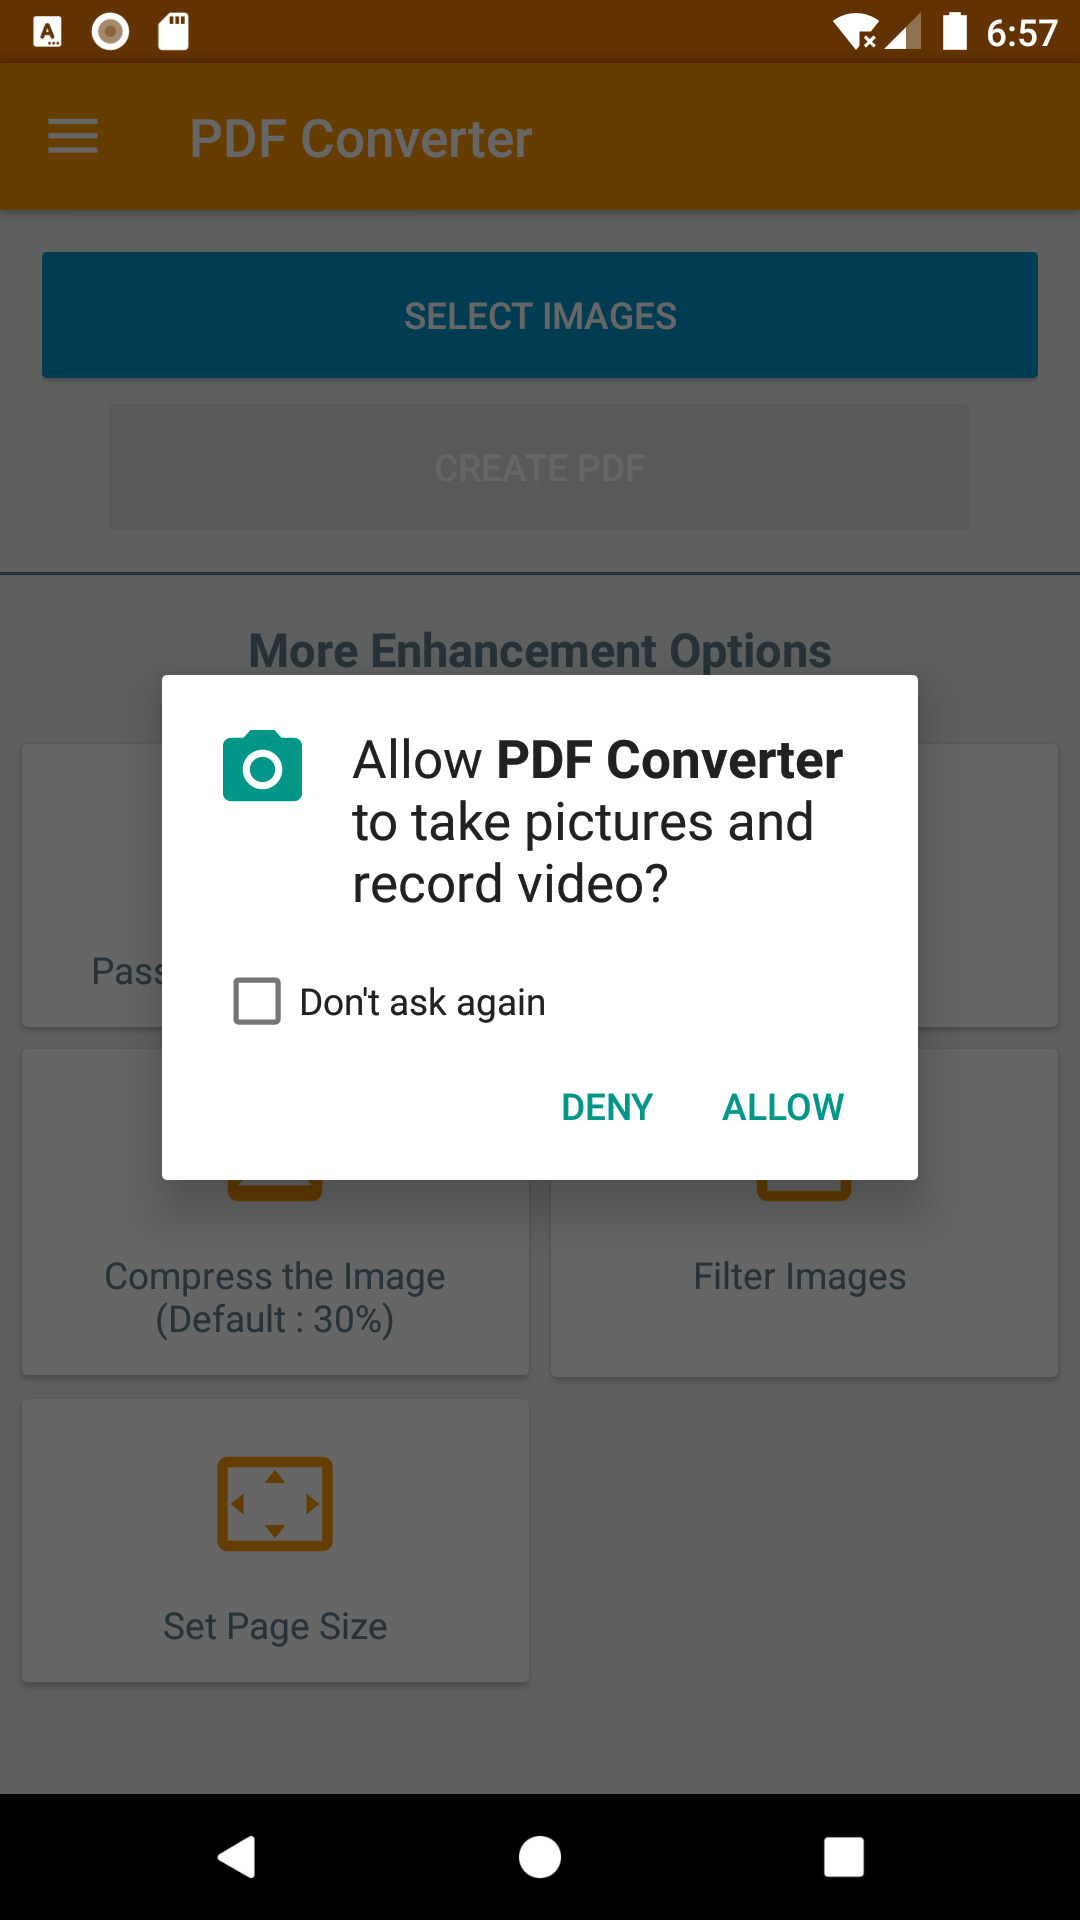 6:57
PDF Converter
SELECT IMAGES
CREATE PDF
More Enhancement Options
Allow PDF Converter
to take pictures and
record video?
Don't ask again
DENY ALLOW
Compress the Image
(Default : 30%)
Filter Images
Set Page Size